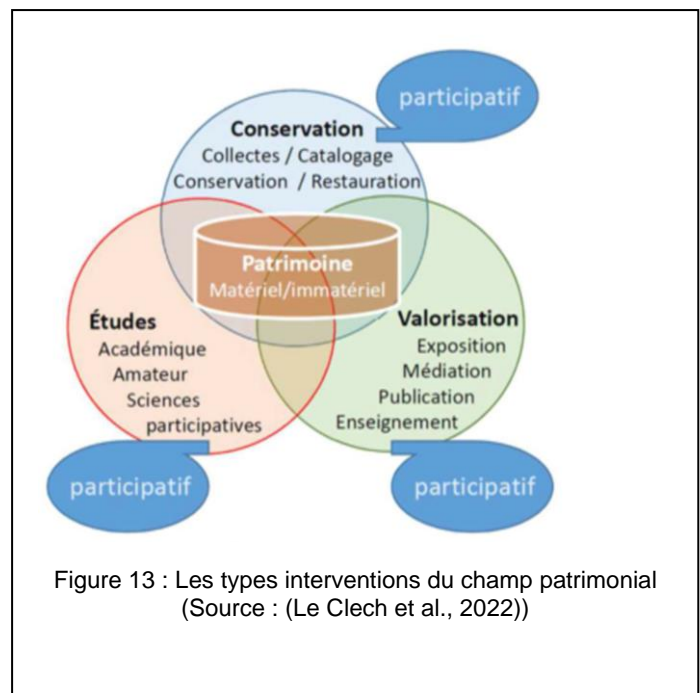 participatif
Conservation
Collectes / Catalogage
Conservation / Restauration
Patrimoine
Matériel/immatériel
Études
Académique
Amateur
Sciences
participatives
Valorisation
Exposition
Médiation
Publication
Enseignement
participatif
participatif
Figure 13 : Les types interventions du champ patrimonial
(Source : (Le Clech et al., 2022))